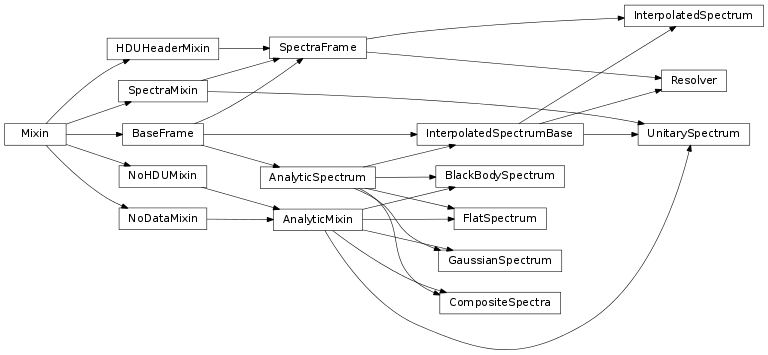 InterpolatedSpectrum
HDUHeaderMixin
SpectraFrame
Resolver
SpectraMixin
Mixin
BaseFrame
InterpolatedSpectrumBase
UnitarySpectrum
NoHDUMixin
AnalyticSpectrum
BlackBodySpectrum
NoDataMixin
AnalyticMixin
FlatSpectrum
GaussianSpectrum
CompositeSpectra